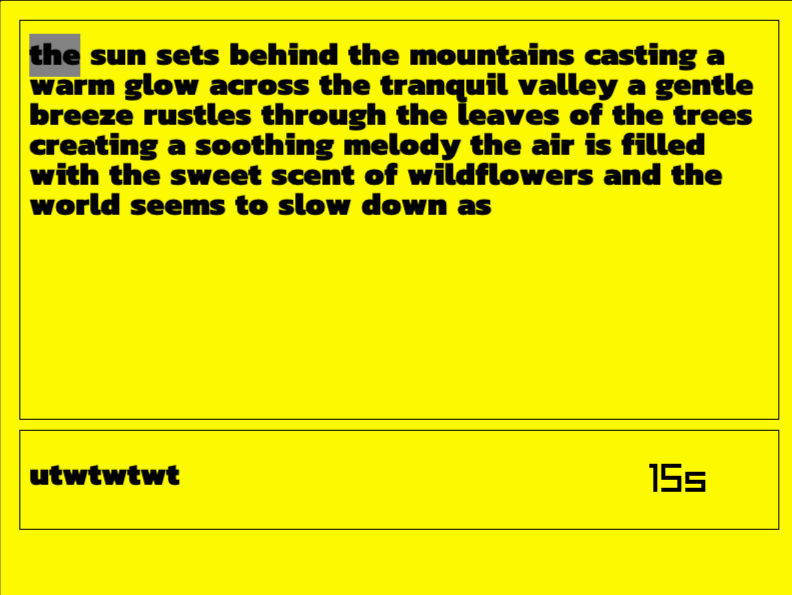 the sun sets behind the mountains casting a
warm glow across the tranquil valley a gentle
breeze rustles through the leaves of the trees
creating a soothing melody the air is filled
with the sweet scent of wildflowers and the
world seems to slow down as
utwtwtwt
15s